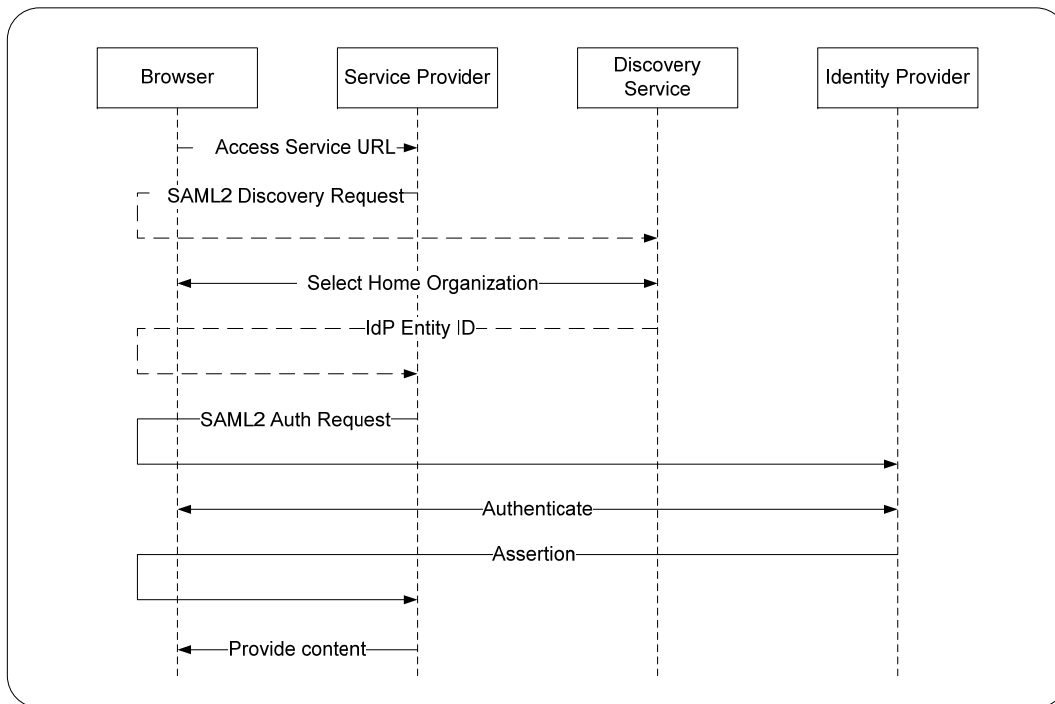 Browser
Service Provider
Discovery
Service
Identity Provider
Access Service URL
SAML2 Discovery Request
Select Home Organization
IdP Entity ID
SAML2 Auth Request
Authenticate
Assertion
Provide content